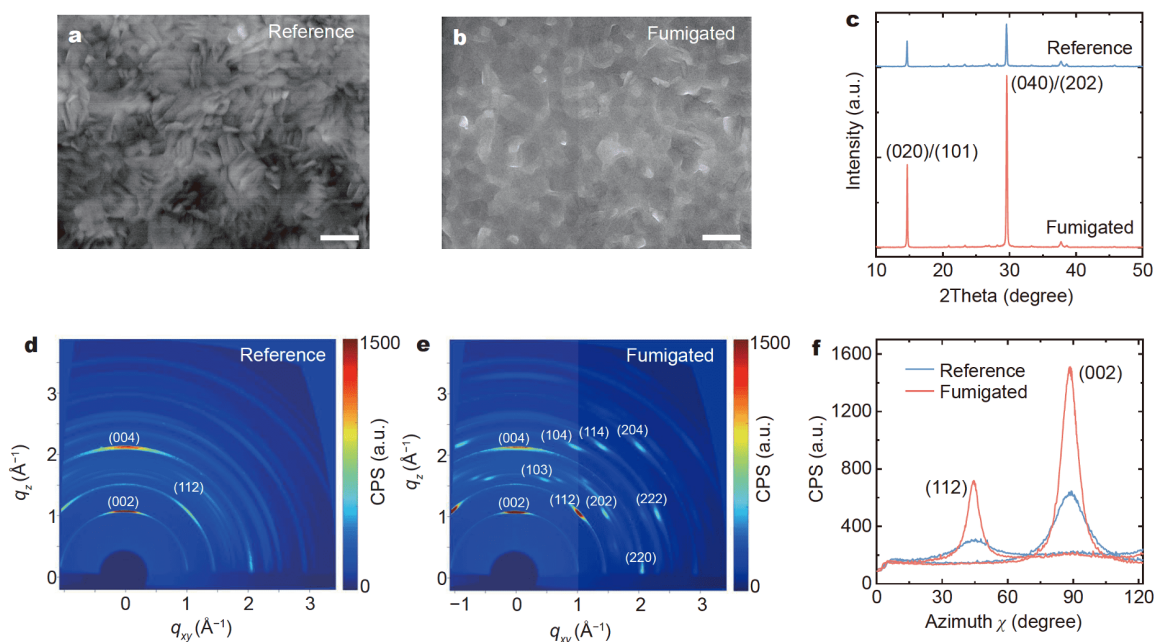 a
Reference
b
Fumigated
c
Reference
(040)/(202)
(020)/(101)
Fumigated
Intensity (a.u.)
10
20
30
40
50
2Theta (degree)
d
Reference
(004)
(112)
(002)
3
2
1
0
q_z (Å⁻¹)
0
1
2
3
q_xy (Å⁻¹)
1500
CPS (a.u.)
0
e
Fumigated
(004)
(104)
(114)
(204)
(103)
(002)
(112)
(202)
(222)
(220)
3
2
1
0
q_z (Å⁻¹)
−1
0
1
2
3
q_xy (Å⁻¹)
1500
CPS (a.u.)
0
f
Reference
Fumigated
(002)
(112)
1600
1200
800
400
0
CPS
0
30
60
90
120
Azimuth χ (degree)